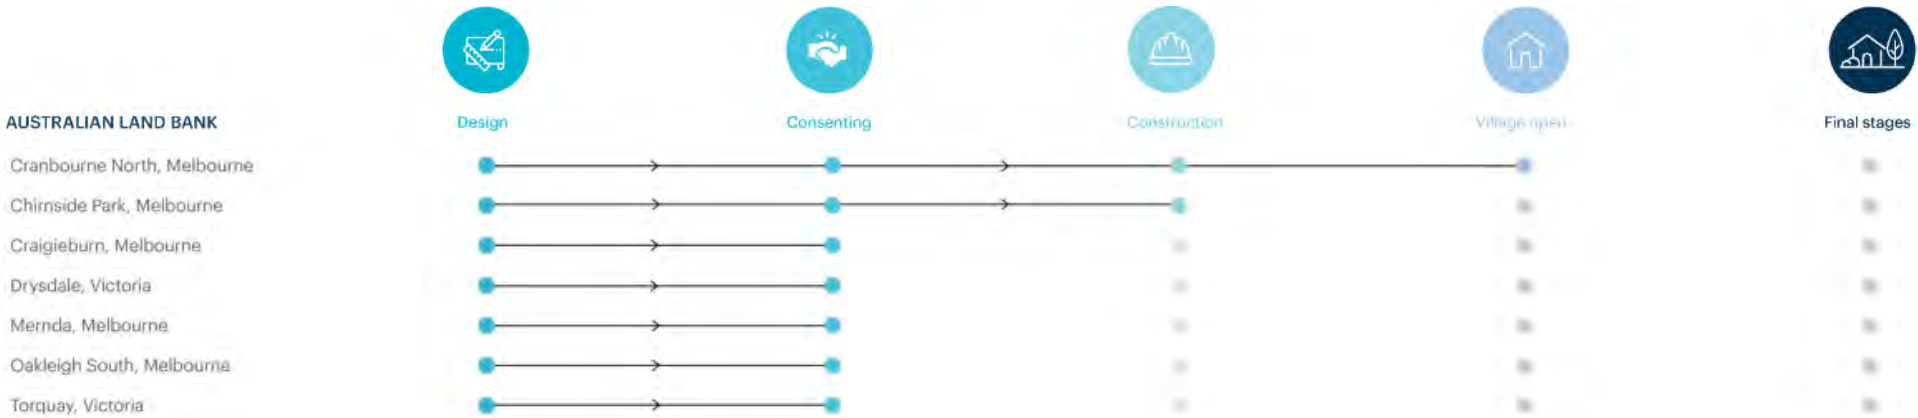 Design Consenting Construction Village open Final stages
AUSTRALIAN LAND BANK
Cranbourne North, Melbourne
Chirnside Park, Melbourne
Craigieburn, Melbourne
Drysdale, Victoria
Mernda, Melbourne
Oakleigh South, Melbourne
Torquay, Victoria